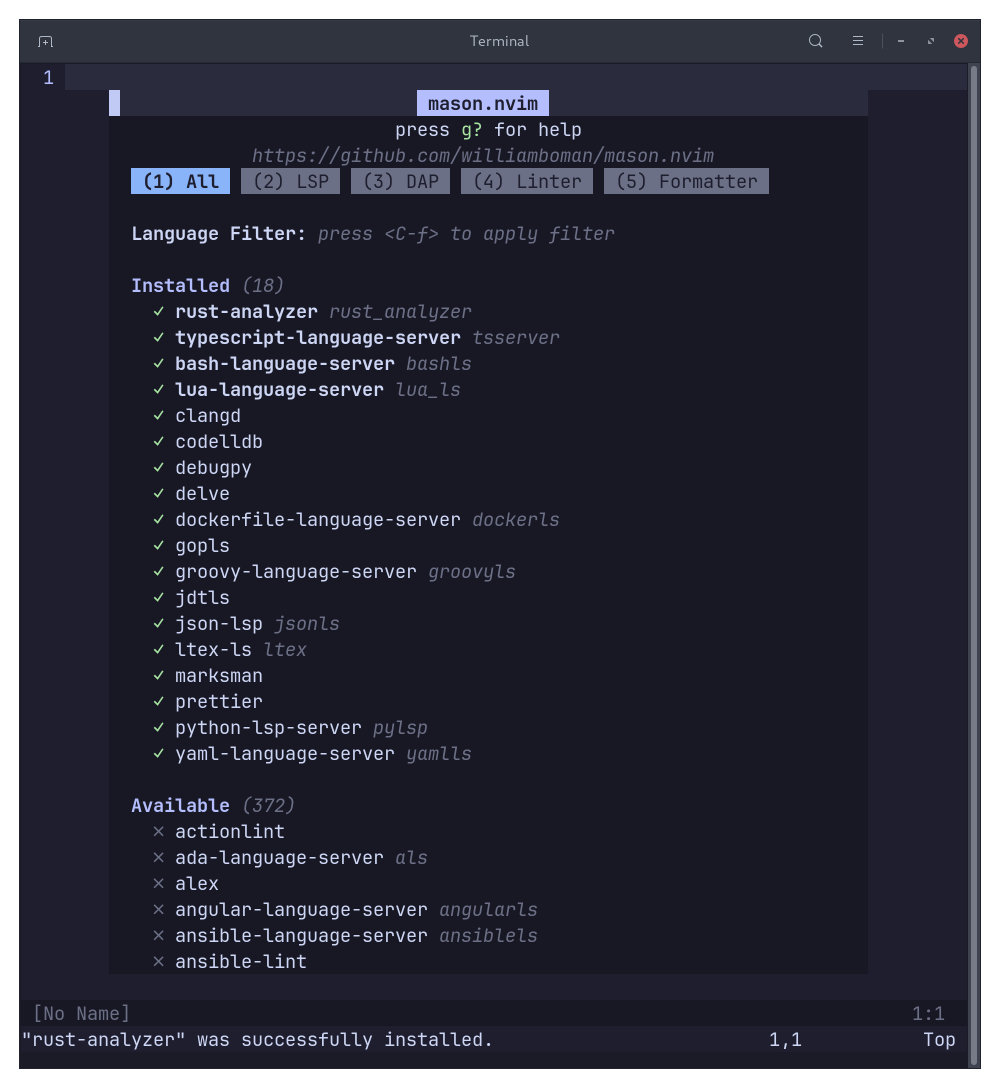 Terminal
1
mason.nvim
press g? for help
https://github.com/williamboman/mason.nvim
(1) All (2) LSP (3) DAP (4) Linter (5) Formatter
Language Filter: press <C-f> to apply filter
Installed (18)
✓ rust-analyzer rust_analyzer
✓ typescript-language-server tsserver
✓ bash-language-server bashls
✓ lua-language-server lua_ls
✓ clangd
✓ codelldb
✓ debugpy
✓ delve
✓ dockerfile-language-server dockerls
✓ gopls
✓ groovy-language-server groovyls
✓ jdtls
✓ json-lsp jsonls
✓ ltex-ls ltex
✓ marksman
✓ prettier
✓ python-lsp-server pylsp
✓ yaml-language-server yamlls
Available (372)
× actionlint
× ada-language-server als
× alex
× angular-language-server angularls
× ansible-language-server ansiblels
× ansible-lint
[No Name] 1:1
"rust-analyzer" was successfully installed. 1,1 Top